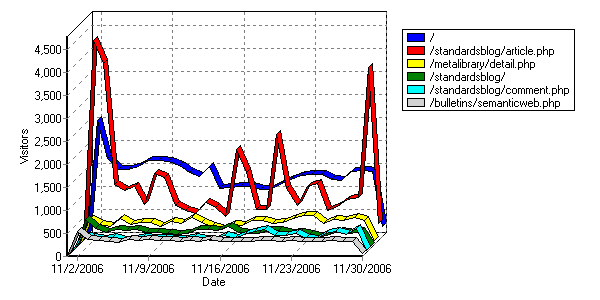 4,500
4,000
3,500
3,000
2,500
2,000
1,500
1,000
500
0
Visitors
11/2/2006 11/9/2006 11/16/2006 11/23/2006 11/30/2006
Date
/
/standardsblog/article.php
/metalibrary/detail.php
/standardsblog/
/standardsblog/comment.php
/bulletins/semanticweb.php